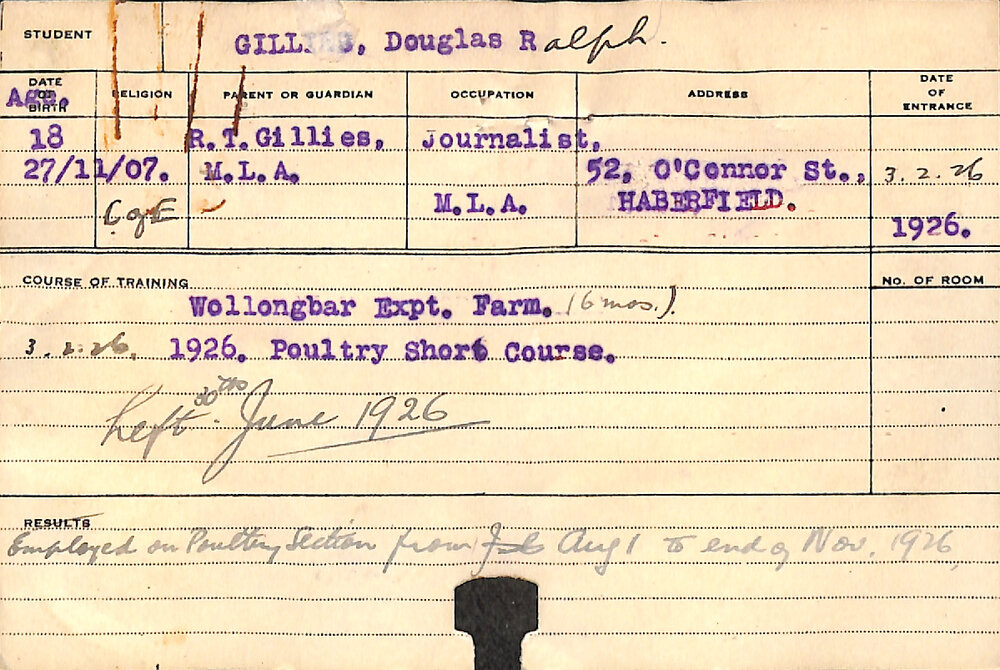 STUDENT GILLIES, Douglas Ralph.
DATE OF BIRTH RELIGION PARENT OR GUARDIAN OCCUPATION ADDRESS DATE OF ENTRANCE
Age,
18 R.T.Gillies, Journalist,
27/11/07. M.L.A. 52, O'Connor St., 3.2.26
C of E M.L.A. HABERFIELD.
1926.
COURSE OF TRAINING No. OF ROOM
Wollongbar Expt. Farm. (6 mos.).
3.2.26. 1926. Poultry Short Course.
Left 30th June 1926
RESULTS
Employed on Poultry Section from Aug 1 to end of Nov. 1926